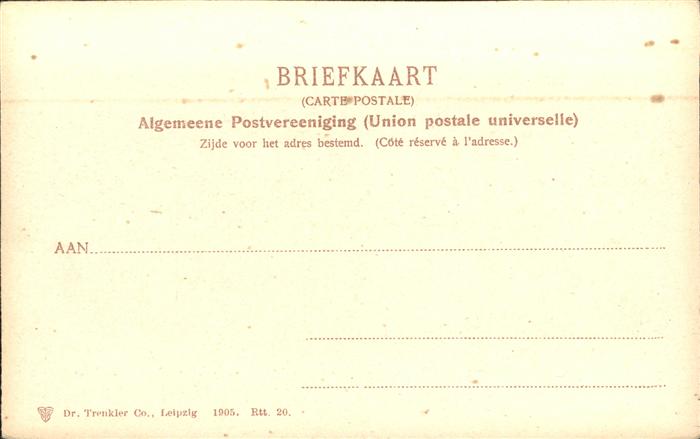 BRIEFKAART
(CARTE POSTALE)
Algemeene Postvereeniging (Union postale universelle)
Zijde voor het adres bestemd. (Côté réservé à l'adresse.)
AAN
Dr. Trenkler Co., Leipzig 1905. Rtt. 20.